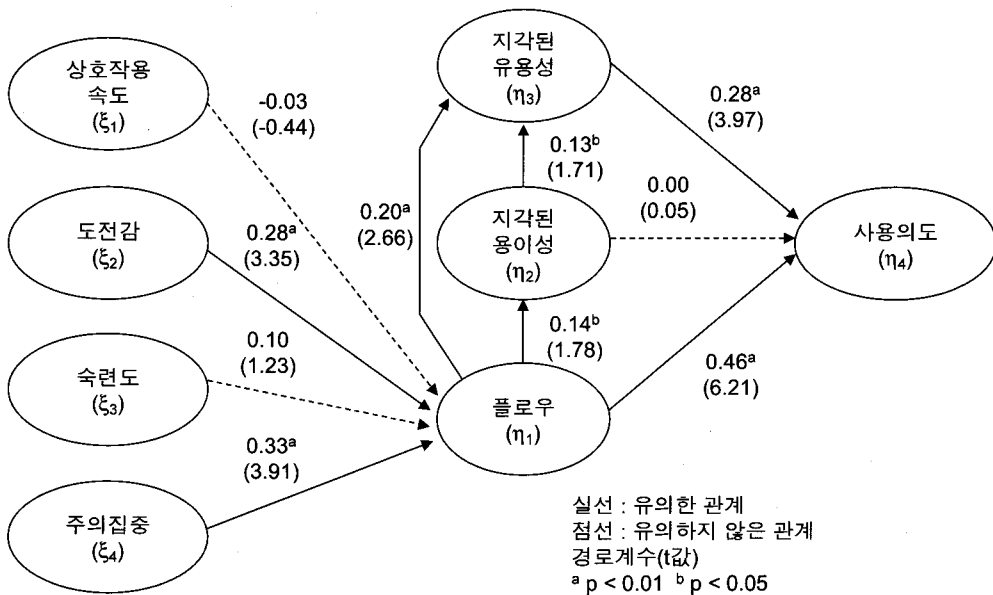 상호작용
속도
(ξ1)
-0.03
(-0.44)
도전감
(ξ2)
0.28ᵃ
(3.35)
숙련도
(ξ3)
0.10
(1.23)
주의집중
(ξ4)
0.33ᵃ
(3.91)
지각된
유용성
(η3)
0.28ᵃ
(3.97)
0.13ᵇ
(1.71)
0.20ᵃ
(2.66)
지각된
용이성
(η2)
0.00
(0.05)
사용의도
(η4)
0.14ᵇ
(1.78)
0.46ᵃ
(6.21)
플로우
(η1)
실선 : 유의한 관계
점선 : 유의하지 않은 관계
경로계수(t값)
ᵃ p < 0.01 ᵇ p < 0.05